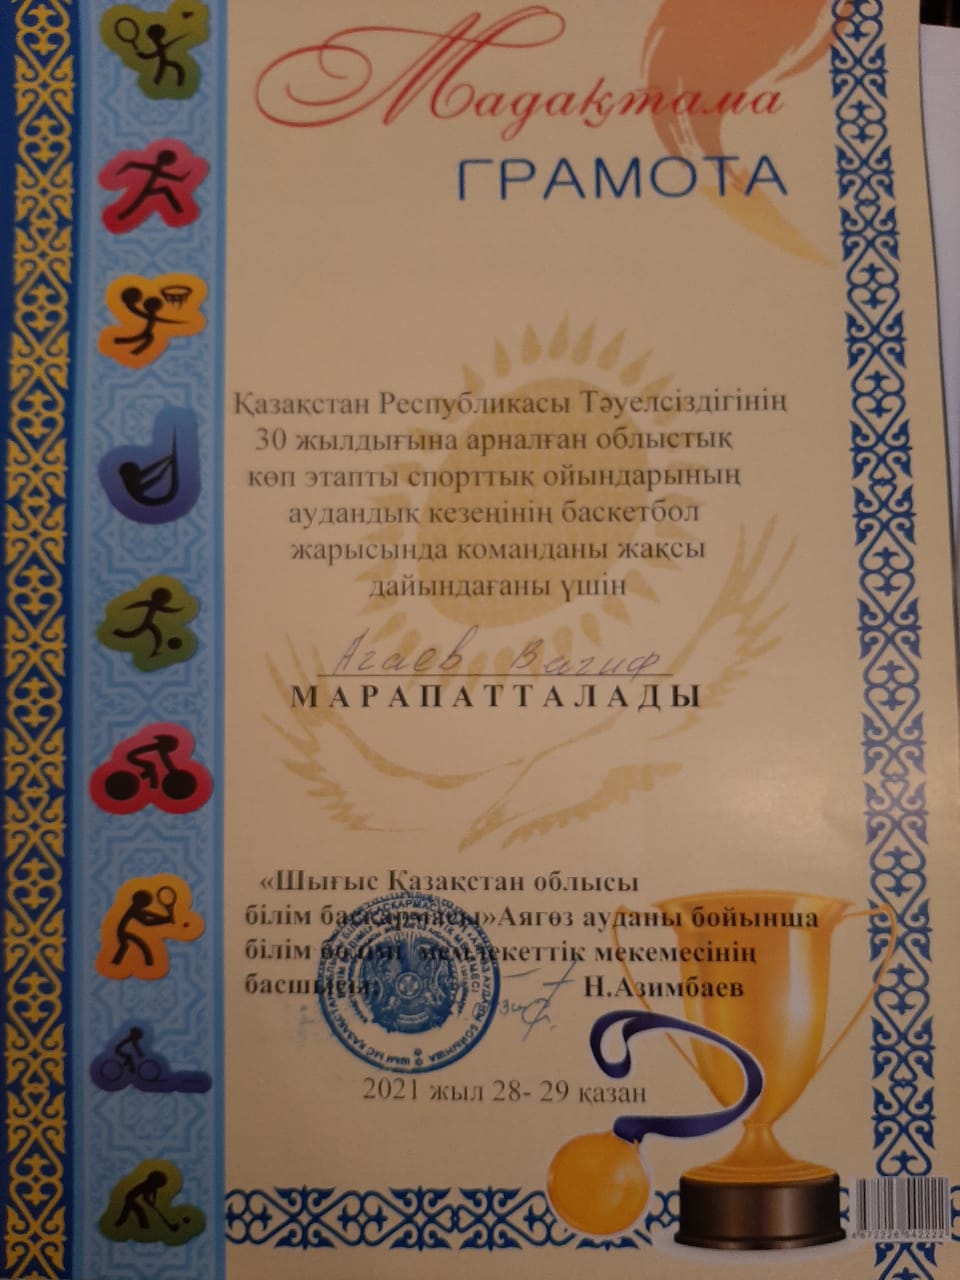 Мадақтама
ГРАМОТА
Қазақстан Республикасы Тәуелсіздігінің
30 жылдығына арналған облыстық
көп этапты спорттық ойындарының
аудандық кезеңінің баскетбол
жарысында команданы жақсы
дайындағаны үшін
Агаев Вагиф
МАРАПАТТАЛАДЫ
«Шығыс Қазақстан облысы
білім басқармасы»Аягөз ауданы бойынша
білім бөлімі мемлекеттік мекемесінің
басшысы: Н.Азимбаев
2021 жыл 28- 29 қазан